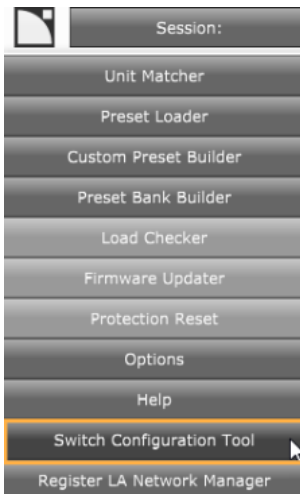 Session:
Unit Matcher
Preset Loader
Custom Preset Builder
Preset Bank Builder
Load Checker
Firmware Updater
Protection Reset
Options
Help
Switch Configuration Tool
Register LA Network Manager